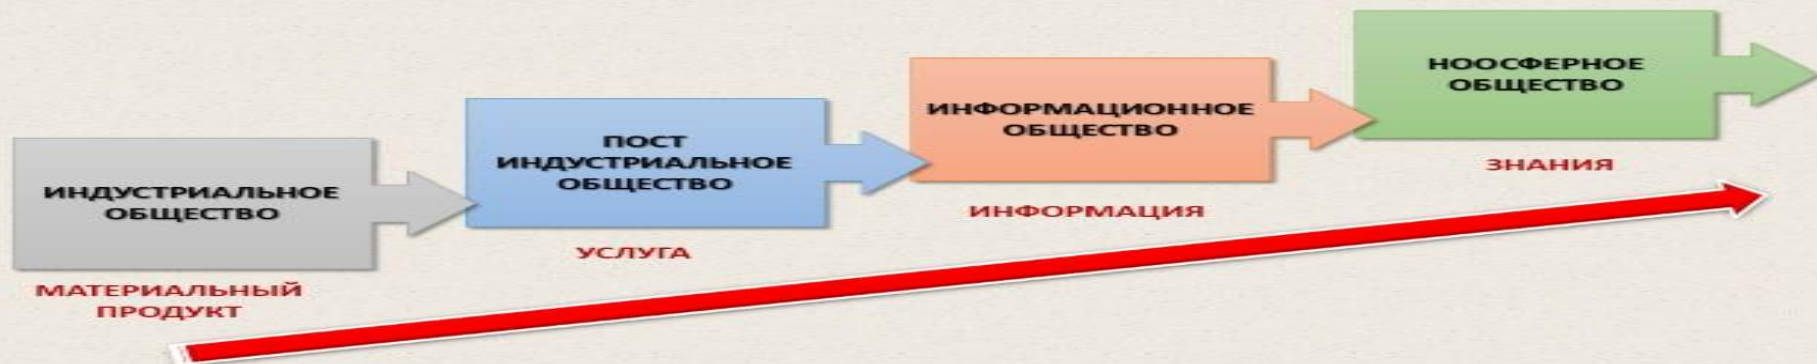 ИНДУСТРИАЛЬНОЕ
ОБЩЕСТВО
МАТЕРИАЛЬНЫЙ
ПРОДУКТ
ПОСТ
ИНДУСТРИАЛЬНОЕ
ОБЩЕСТВО
УСЛУГА
ИНФОРМАЦИОННОЕ
ОБЩЕСТВО
ИНФОРМАЦИЯ
НООСФЕРНОЕ
ОБЩЕСТВО
ЗНАНИЯ